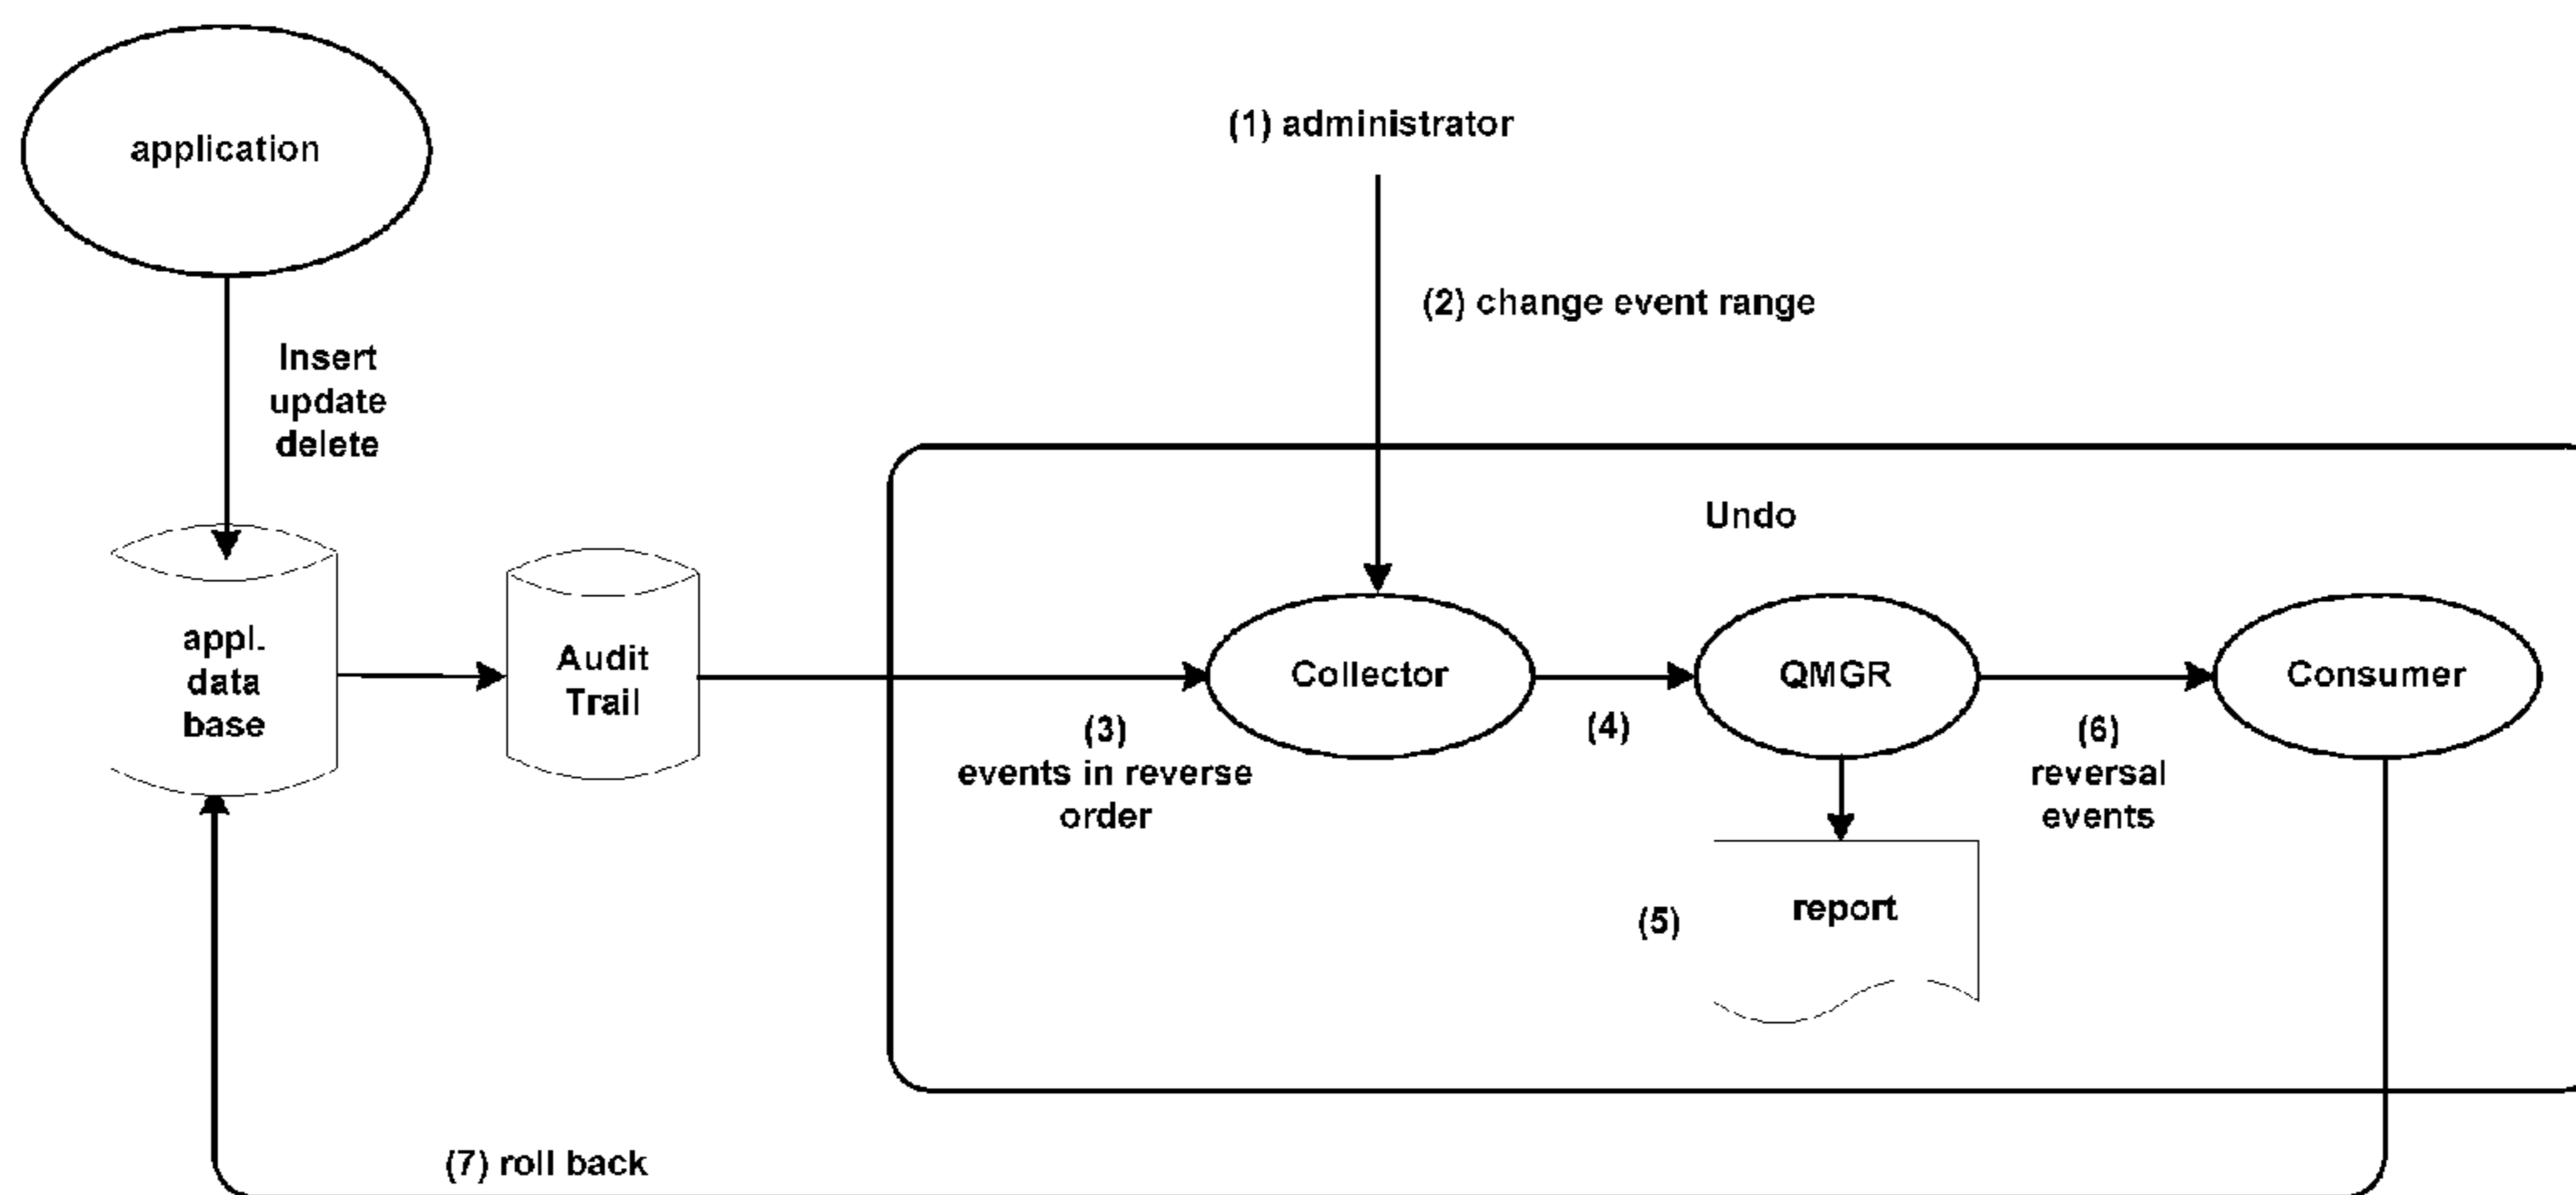 application
(1) administrator
(2) change event range
Insert
update
delete
Undo
appl.
data
base
Audit
Trail
Collector
QMGR
Consumer
(3)
events in reverse
order
(4)
(6)
reversal
events
(5)
report
(7) roll back